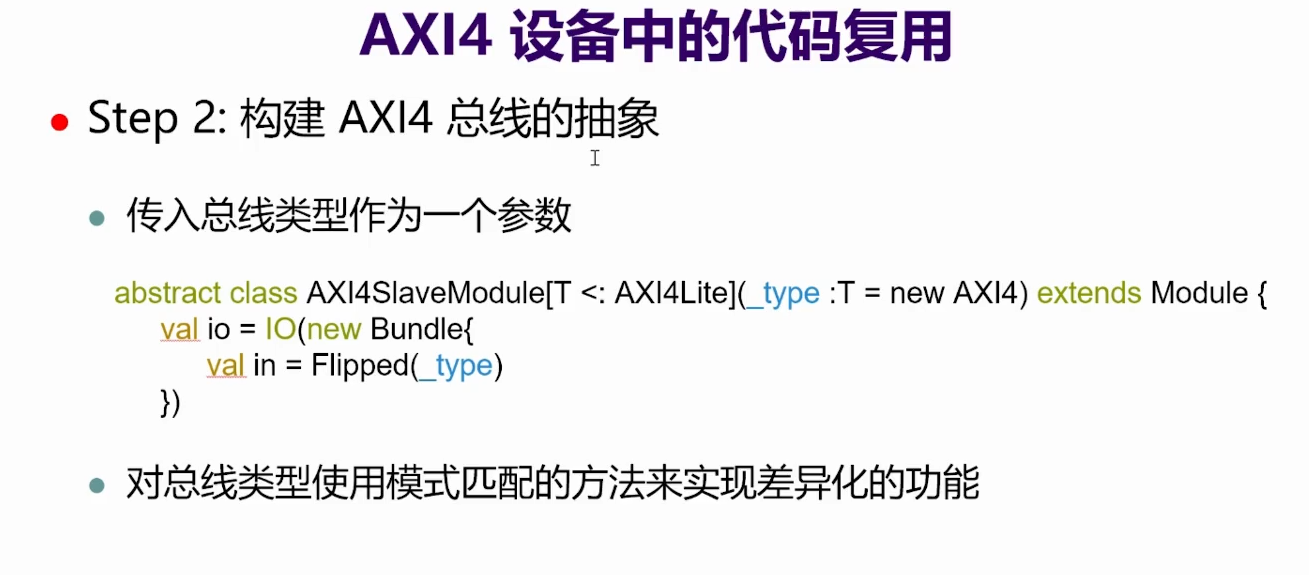 AXI4 设备中的代码复用
Step 2: 构建 AXI4 总线的抽象
传入总线类型作为一个参数
abstract class AXI4SlaveModule[T <: AXI4Lite](_type :T = new AXI4) extends Module {
val io = IO(new Bundle{
val in = Flipped(_type)
})
对总线类型使用模式匹配的方法来实现差异化的功能